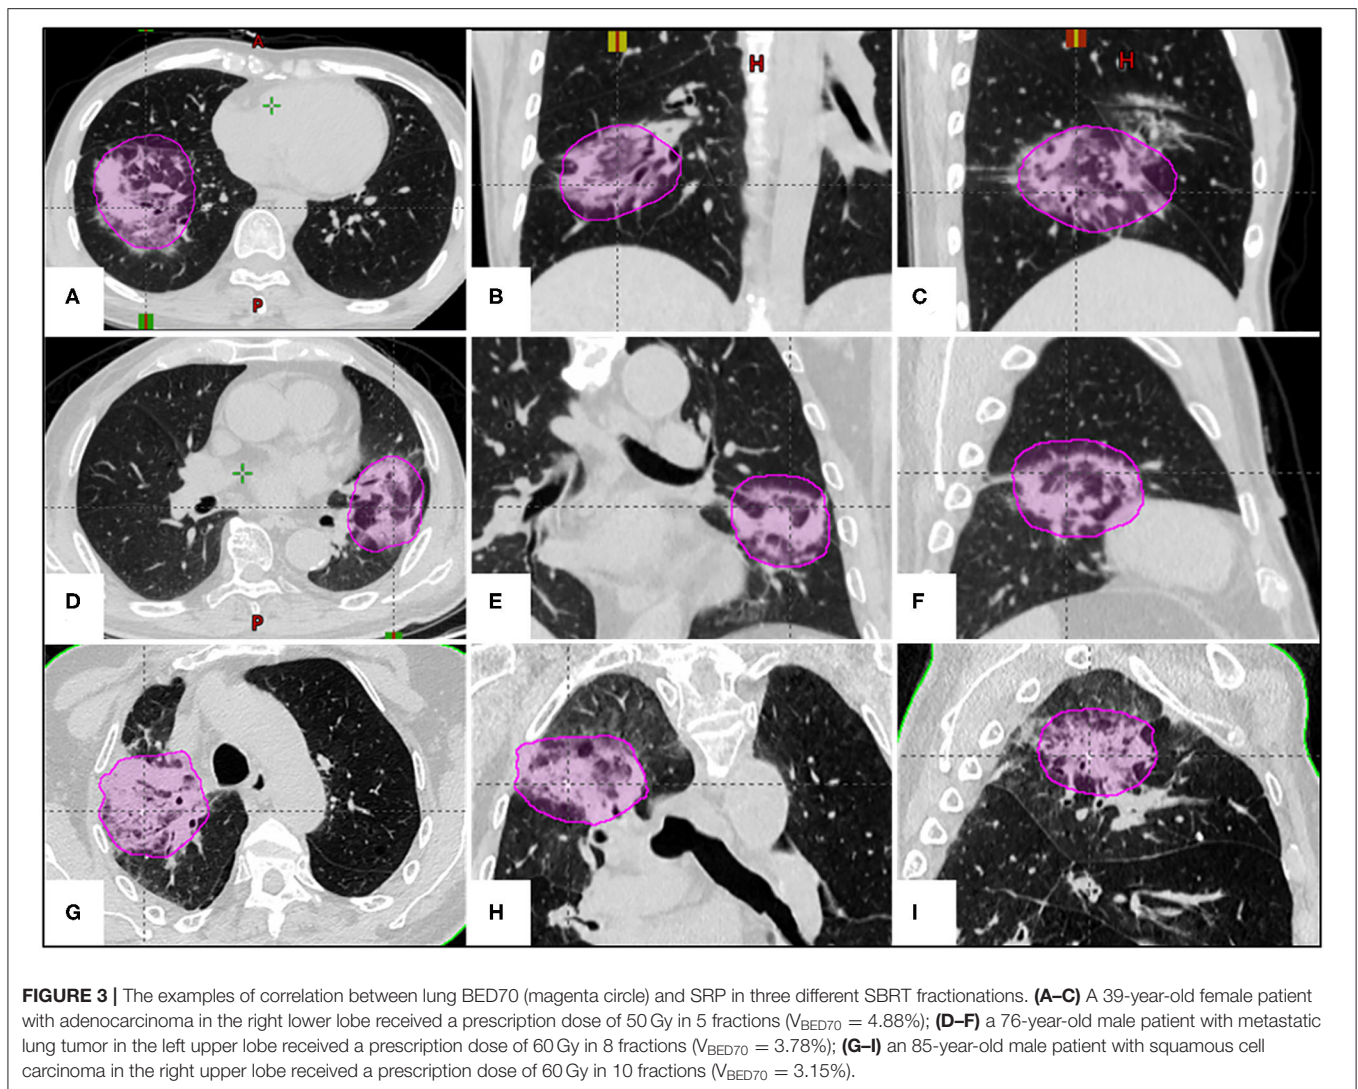 A
H
H
A
P
B
C
D
P
E
F
G
H
I
FIGURE 3 | The examples of correlation between lung BED70 (magenta circle) and SRP in three different SBRT fractionations. (A–C) A 39-year-old female patient
with adenocarcinoma in the right lower lobe received a prescription dose of 50 Gy in 5 fractions (VBED70 = 4.88%); (D–F) a 76-year-old male patient with metastatic
lung tumor in the left upper lobe received a prescription dose of 60 Gy in 8 fractions (VBED70 = 3.78%); (G–I) an 85-year-old male patient with squamous cell
carcinoma in the right upper lobe received a prescription dose of 60 Gy in 10 fractions (VBED70 = 3.15%).